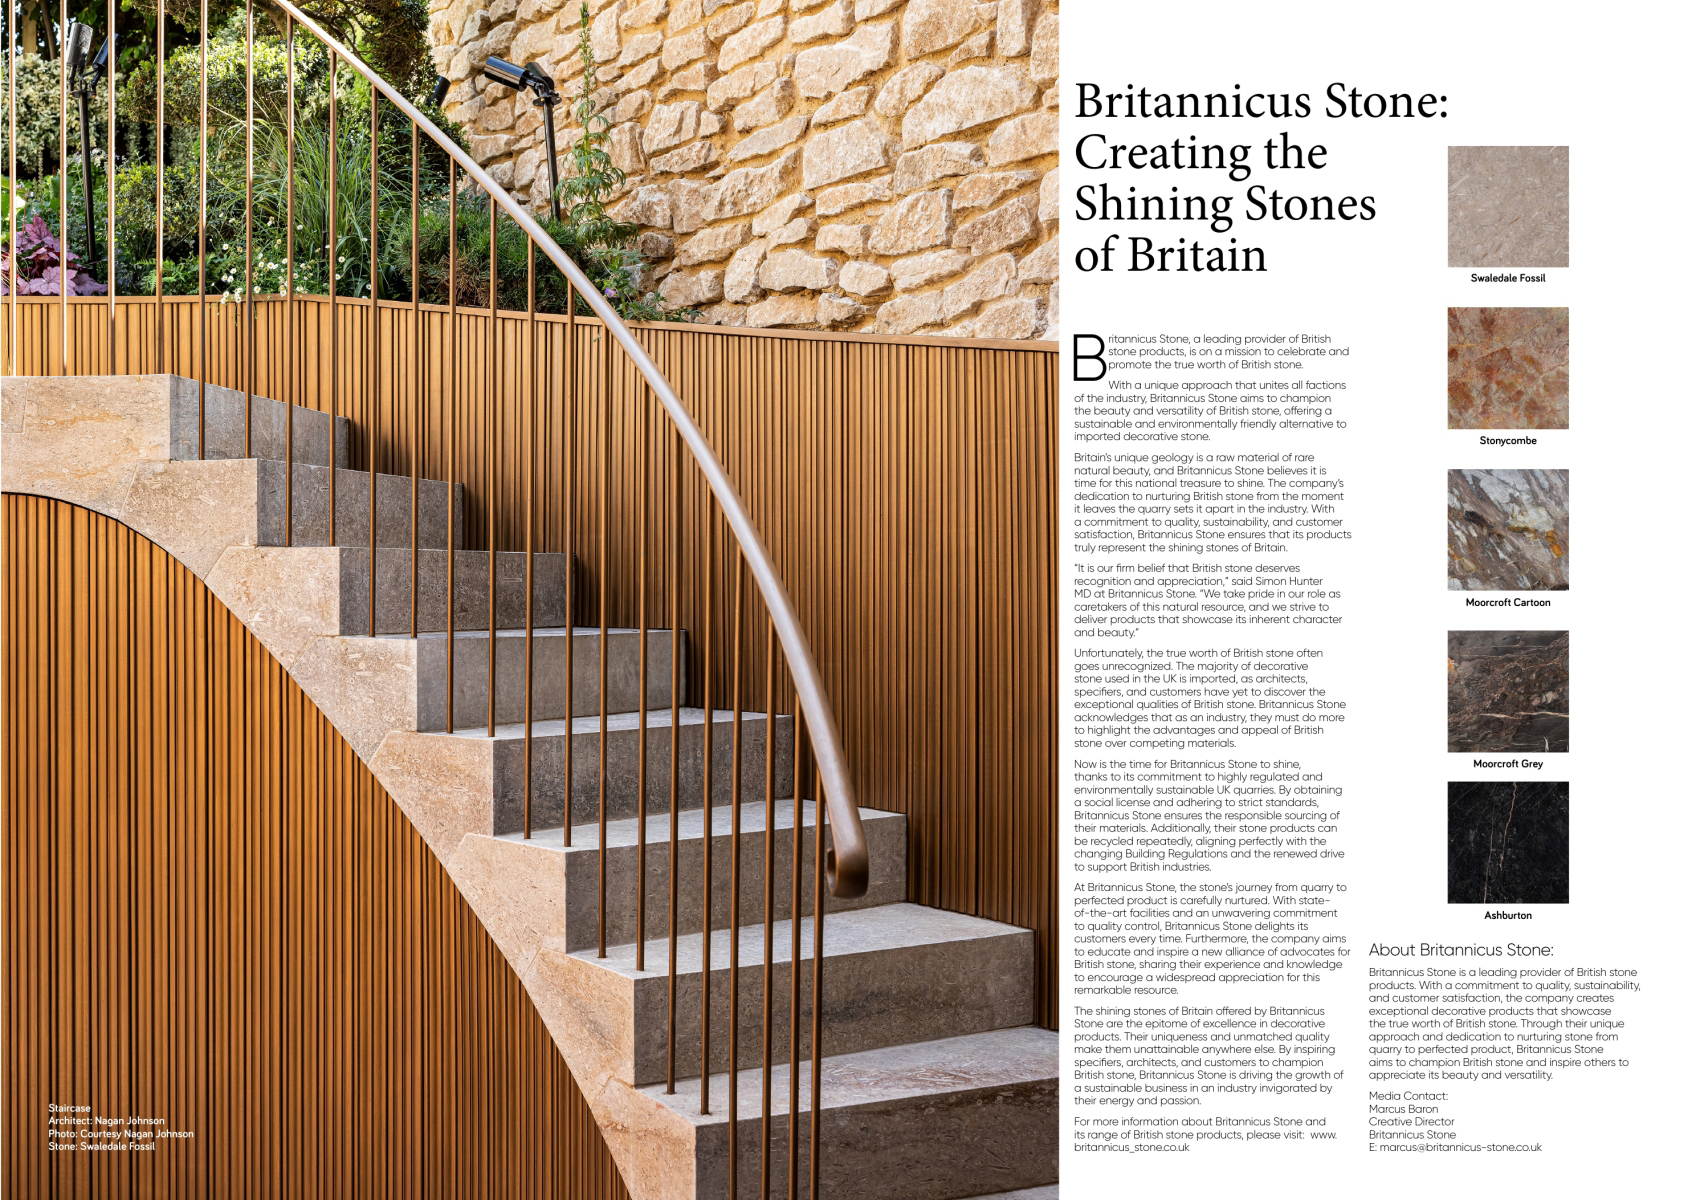 Britannicus Stone:
Creating the
Shining Stones
of Britain
Britannicus Stone, a leading provider of British
stone products, is on a mission to celebrate and
promote the true worth of British stone.
With a unique approach that unites all factions
of the industry, Britannicus Stone aims to champion
the beauty and versatility of British stone, offering a
sustainable and environmentally friendly alternative to
imported decorative stone.
Britain's unique geology is a raw material of rare
natural beauty, and Britannicus Stone believes it is
time for this national treasure to shine. The company's
dedication to nurturing British stone from the moment
it leaves the quarry sets it apart in the industry. With
a commitment to quality, sustainability, and customer
satisfaction, Britannicus Stone ensures that its products
truly represent the shining stones of Britain.
"It is our firm belief that British stone deserves
recognition and appreciation," said Simon Hunter
MD at Britannicus Stone. "We take pride in our role as
caretakers of this natural resource, and we strive to
deliver products that showcase its inherent character
and beauty."
Unfortunately, the true worth of British stone often
goes unrecognized. The majority of decorative
stone used in the UK is imported, as architects,
specifiers, and customers have yet to discover the
exceptional qualities of British stone. Britannicus Stone
acknowledges that as an industry, they must do more
to highlight the advantages and appeal of British
stone over competing materials.
Now is the time for Britannicus Stone to shine,
thanks to its commitment to highly regulated and
environmentally sustainable UK quarries. By obtaining
a social license and adhering to strict standards,
Britannicus Stone ensures the responsible sourcing of
their materials. Additionally, their stone products can
be recycled repeatedly, aligning perfectly with the
changing Building Regulations and the renewed drive
to support British industries.
At Britannicus Stone, the stone's journey from quarry to
perfected product is carefully nurtured. With state-
of-the-art facilities and an unwavering commitment
to quality control, Britannicus Stone delights its
customers every time. Furthermore, the company aims
to educate and inspire a new alliance of advocates for
British stone, sharing their experience and knowledge
to encourage a widespread appreciation for this
remarkable resource.
The shining stones of Britain offered by Britannicus
Stone are the epitome of excellence in decorative
products. Their uniqueness and unmatched quality
make them unattainable anywhere else. By inspiring
specifiers, architects, and customers to champion
British stone, Britannicus Stone is driving the growth of
a sustainable business in an industry invigorated by
their energy and passion.
For more information about Britannicus Stone and
its range of British stone products, please visit: www.
britannicus_stone.co.uk
Swaledale Fossil
Stonycombe
Moorcroft Cartoon
Moorcroft Grey
Ashburton
About Britannicus Stone:
Britannicus Stone is a leading provider of British stone
products. With a commitment to quality, sustainability,
and customer satisfaction, the company creates
exceptional decorative products that showcase
the true worth of British stone. Through their unique
approach and dedication to nurturing stone from
quarry to perfected product, Britannicus Stone
aims to champion British stone and inspire others to
appreciate its beauty and versatility.
Media Contact:
Marcus Baron
Creative Director
Britannicus Stone
E: marcus@britannicus-stone.co.uk
Staircase
Architect: Nagan Johnson
Photo: Courtesy Nagan Johnson
Stone: Swaledale Fossil